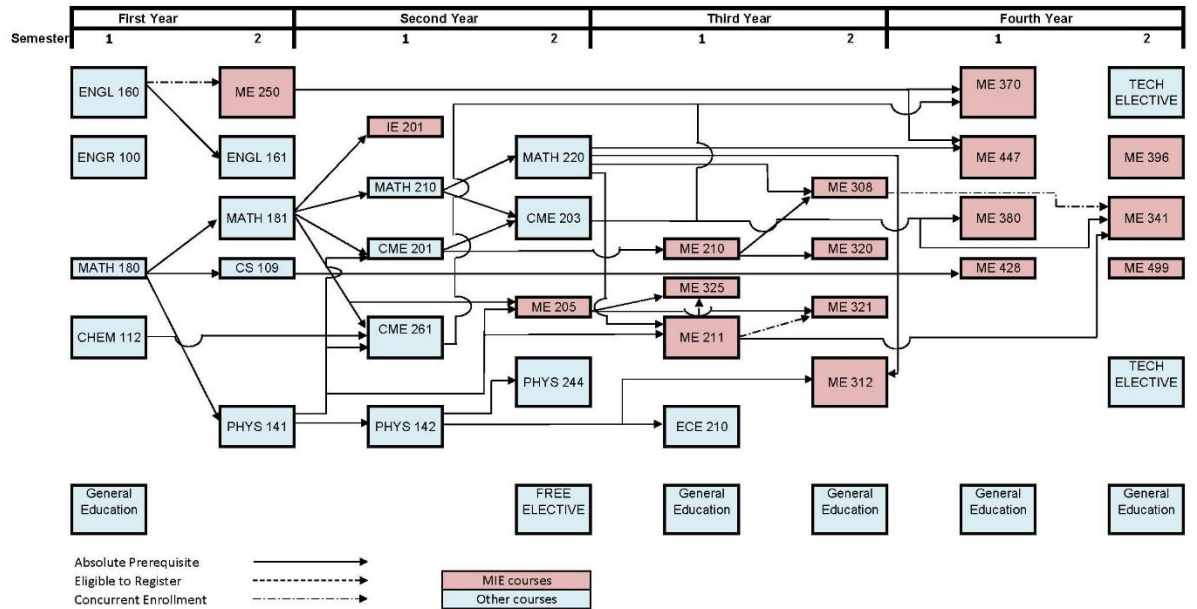 First Year Second Year Third Year Fourth Year
Semester 1 2 1 2 1 2 1 2
ENGL 160
ME 250
ME 370
TECH
ELECTIVE
IE 201
ENGR 100
ENGL 161
MATH 220
ME 447
ME 396
MATH 210
ME 308
MATH 181
CME 203
ME 380
ME 341
CME 201
ME 210
ME 320
MATH 180
CS 109
ME 428
ME 499
ME 325
ME 205
ME 321
CHEM 112
CME 261
ME 211
PHYS 244
ME 312
TECH
ELECTIVE
PHYS 141
PHYS 142
ECE 210
General
Education
FREE
ELECTIVE
General
Education
General
Education
General
Education
General
Education
Absolute Prerequisite
Eligible to Register
MIE courses
Concurrent Enrollment
Other courses